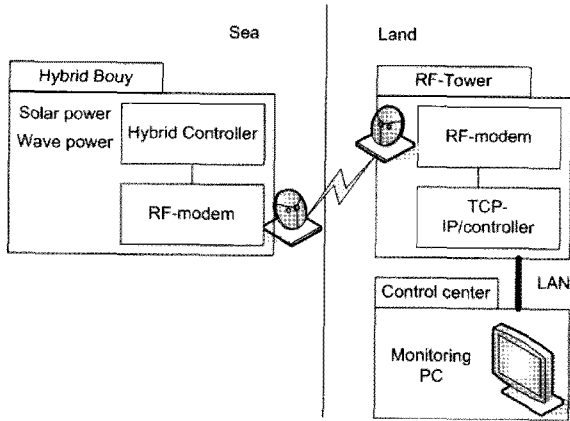 Sea
Land
Hybrid Bouy
Solar power
Wave power
Hybrid Controller
RF-modem
RF-Tower
RF-modem
TCP-
IP/controller
LAN
Control center
Monitoring
PC